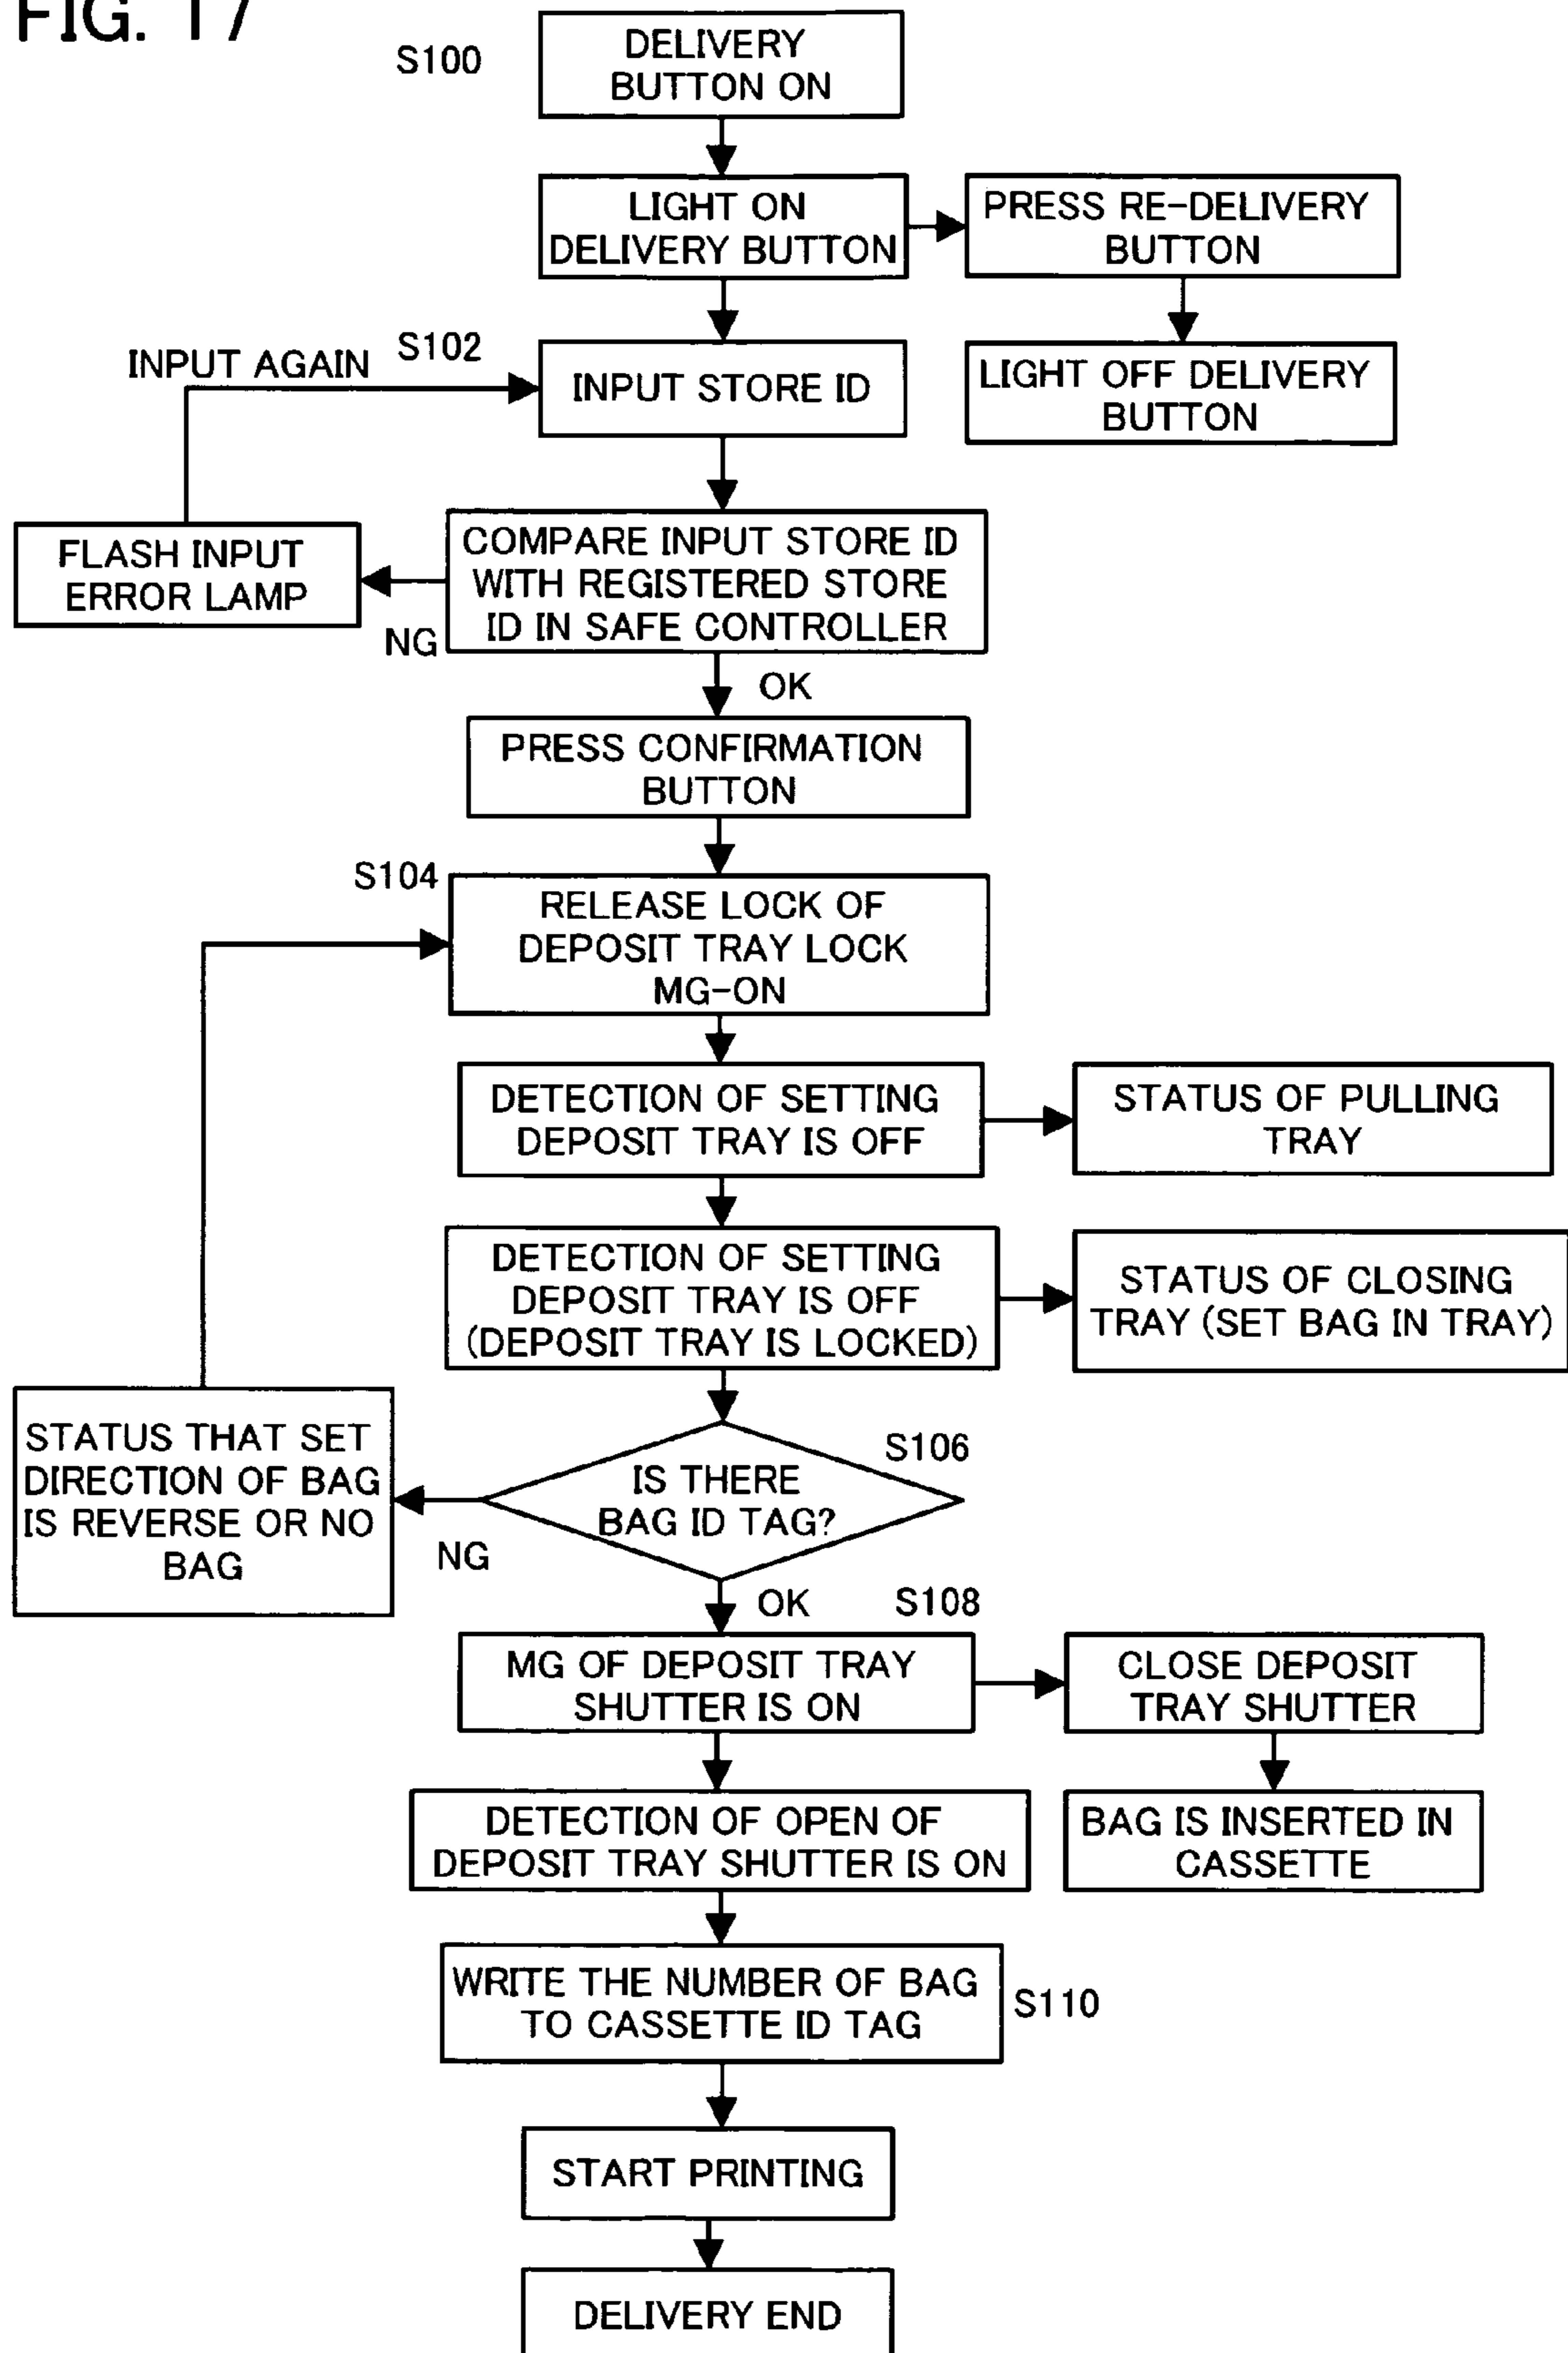 FIG. 17
S100
DELIVERY
BUTTON ON
LIGHT ON
DELIVERY BUTTON
PRESS RE-DELIVERY
BUTTON
INPUT AGAIN
S102
INPUT STORE ID
LIGHT OFF DELIVERY
BUTTON
FLASH INPUT
ERROR LAMP
NG
COMPARE INPUT STORE ID
WITH REGISTERED STORE
ID IN SAFE CONTROLLER
OK
PRESS CONFIRMATION
BUTTON
S104
RELEASE LOCK OF
DEPOSIT TRAY LOCK
MG-ON
DETECTION OF SETTING
DEPOSIT TRAY IS OFF
STATUS OF PULLING
TRAY
DETECTION OF SETTING
DEPOSIT TRAY IS OFF
(DEPOSIT TRAY IS LOCKED)
STATUS OF CLOSING
TRAY (SET BAG IN TRAY)
STATUS THAT SET
DIRECTION OF BAG
IS REVERSE OR NO
BAG
NG
S106
IS THERE
BAG ID TAG?
OK
S108
MG OF DEPOSIT TRAY
SHUTTER IS ON
CLOSE DEPOSIT
TRAY SHUTTER
DETECTION OF OPEN OF
DEPOSIT TRAY SHUTTER IS ON
BAG IS INSERTED IN
CASSETTE
WRITE THE NUMBER OF BAG
TO CASSETTE ID TAG
S110
START PRINTING
DELIVERY END